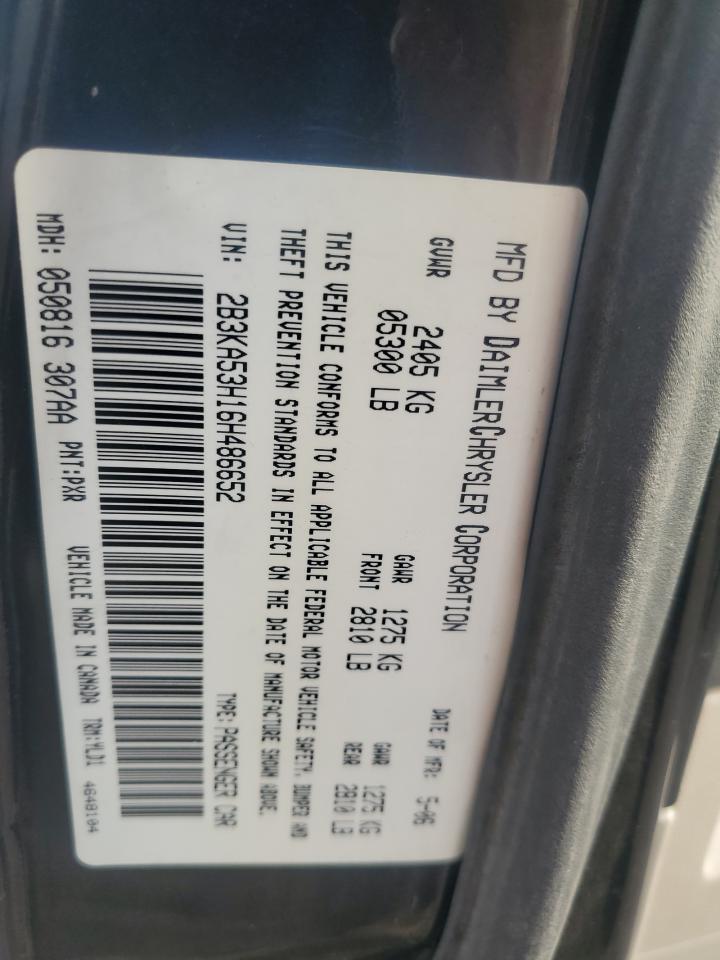 MFD BY DAIMLERCHRYSLER CORPORATION
DATE OF MFR: 5-06
GVWR 2405 KG
05300 LB
GAWR 1275 KG
FRONT 2810 LB
GAWR 1275 KG
REAR 2810 LB
THIS VEHICLE CONFORMS TO ALL APPLICABLE FEDERAL MOTOR VEHICLE SAFETY, BUMPER AND
THEFT PREVENTION STANDARDS IN EFFECT ON THE DATE OF MANUFACTURE SHOWN ABOVE.
VIN: 2B3KA53H16H486652
TYPE: PASSENGER CAR
MDH: 050816 307AA PNT:PXR VEHICLE MADE IN CANADA TRM:YLD1
4648104